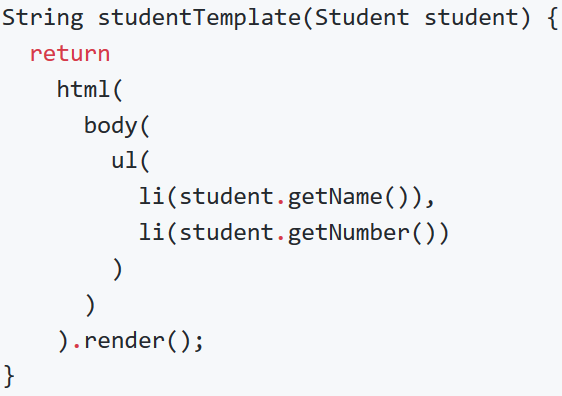 String studentTemplate(Student student) {
  return
    html(
      body(
        ul(
          li(student.getName()),
          li(student.getNumber())
        )
      )
    ).render();
}